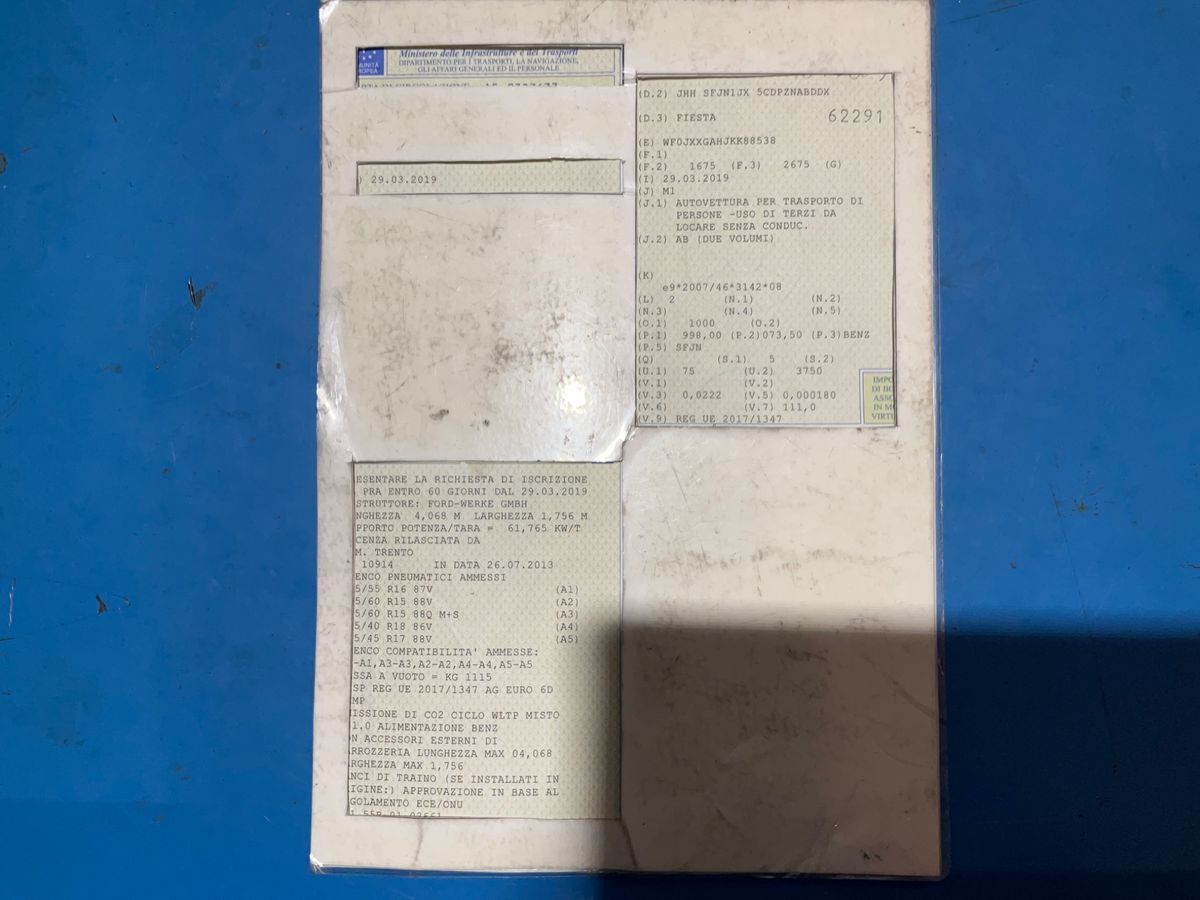 Ministero delle Infrastrutture e dei Trasporti
DIPARTIMENTO PER I TRASPORTI, LA NAVIGAZIONE,
GLI AFFARI GENERALI ED IL PERSONALE
) 29.03.2019
(D.2) JHH SFJN1JX 5CDPZNABDDX
(D.3) FIESTA 62291
(E) WF0JXXGAHJKK88538
(F.1)
(F.2) 1675 (F.3) 2675 (G)
(I) 29.03.2019
(J) M1
(J.1) AUTOVETTURA PER TRASPORTO DI
PERSONE -USO DI TERZI DA
LOCARE SENZA CONDUC.
(J.2) AB (DUE VOLUMI)
(K)
e9*2007/46*3142*08
(L) 2 (N.1) (N.2)
(N.3) (N.4) (N.5)
(O.1) 1000 (O.2)
(P.1) 998,00 (P.2)073,50 (P.3)BENZ
(P.5) SFJN
(Q) (S.1) 5 (S.2)
(U.1) 75 (U.2) 3750
(V.1) (V.2)
(V.3) 0,0222 (V.5) 0,000180
(V.6) (V.7) 111,0
(V.9) REG UE 2017/1347
IMPO
DI BO
ASSO
IN MO
VIRTU
ESENTARE LA RICHIESTA DI ISCRIZIONE
PRA ENTRO 60 GIORNI DAL 29.03.2019
STRUTTORE: FORD-WERKE GMBH
NGHEZZA 4,068 M LARGHEZZA 1,756 M
PPORTO POTENZA/TARA = 61,765 KW/T
CENZA RILASCIATA DA
M. TRENTO
10914 IN DATA 26.07.2013
ENCO PNEUMATICI AMMESSI
5/55 R16 87V (A1)
5/60 R15 88V (A2)
5/60 R15 88Q M+S (A3)
5/40 R18 86V (A4)
5/45 R17 88V (A5)
ENCO COMPATIBILITA' AMMESSE:
-A1,A3-A3,A2-A2,A4-A4,A5-A5
SSA A VUOTO = KG 1115
SP REG UE 2017/1347 AG EURO 6D
MP
ISSIONE DI CO2 CICLO WLTP MISTO
1.0 ALIMENTAZIONE BENZ
N ACCESSORI ESTERNI DI
RROZZERIA LUNGHEZZA MAX 04,068
RGHEZZA MAX 1,756
NCI DI TRAINO (SE INSTALLATI IN
IGINE:) APPROVAZIONE IN BASE AL
GOLAMENTO ECE/ONU